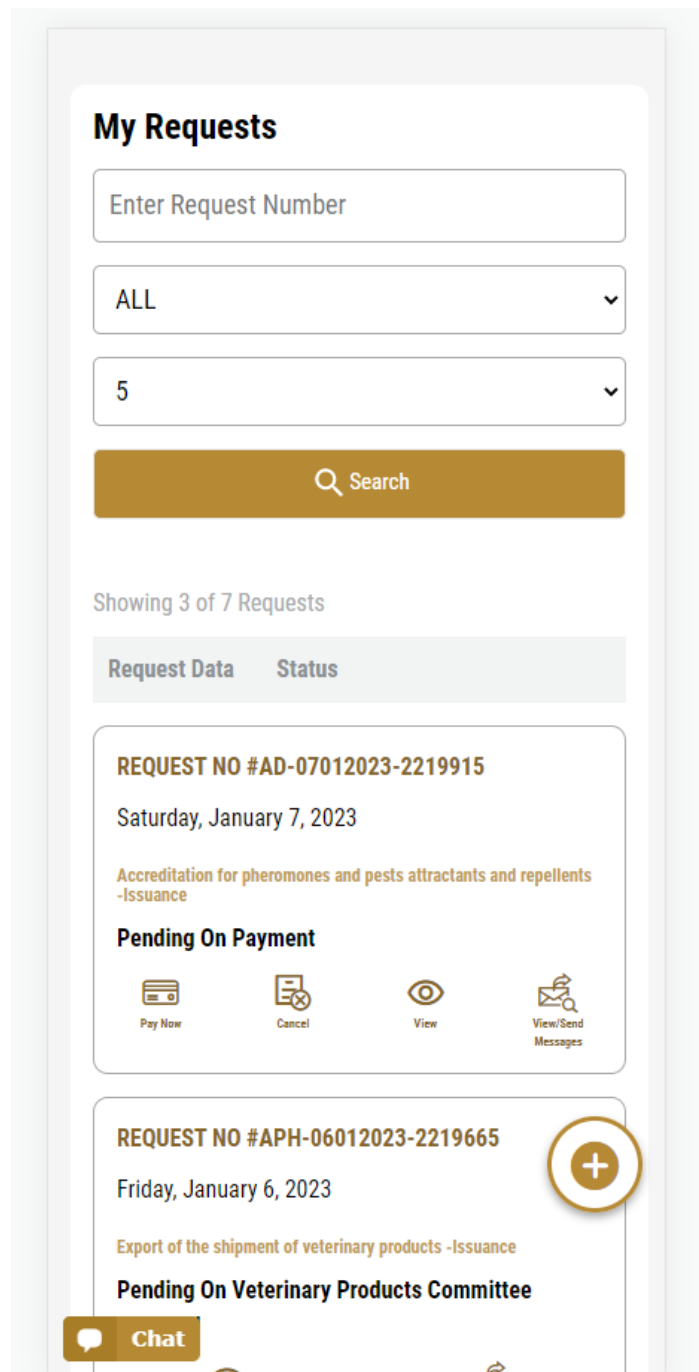 My Requests
Enter Request Number
ALL
5
Search
Showing 3 of 7 Requests
Request Data Status
REQUEST NO #AD-07012023-2219915
Saturday, January 7, 2023
Accreditation for pheromones and pests attractants and repellents
-Issuance
Pending On Payment
Pay Now Cancel View View/Send
Messages
REQUEST NO #APH-06012023-2219665
Friday, January 6, 2023
Export of the shipment of veterinary products -Issuance
Pending On Veterinary Products Committee
Chat